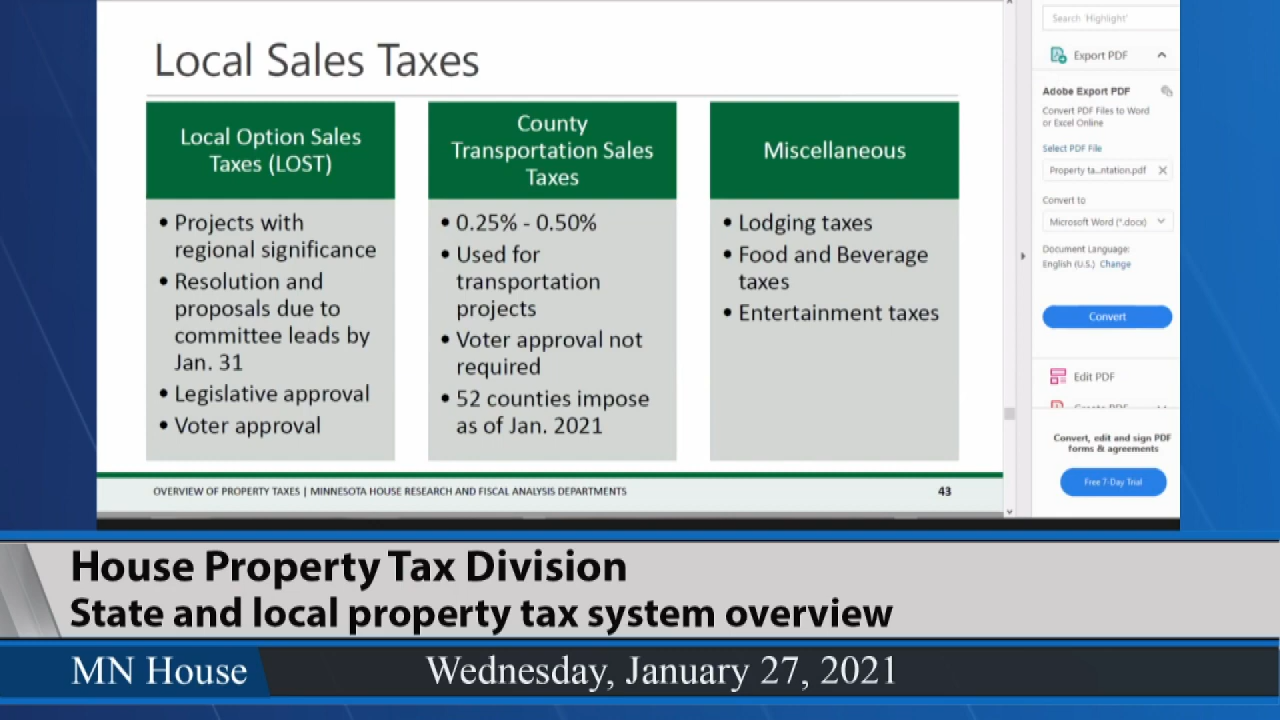 Local Sales Taxes
Local Option Sales
Taxes (LOST)
• Projects with
regional significance
• Resolution and
proposals due to
committee leads by
Jan. 31
• Legislative approval
• Voter approval
County
Transportation Sales
Taxes
• 0.25% - 0.50%
• Used for
transportation
projects
• Voter approval not
required
• 52 counties impose
as of Jan. 2021
Miscellaneous
• Lodging taxes
• Food and Beverage
taxes
• Entertainment taxes
OVERVIEW OF PROPERTY TAXES | MINNESOTA HOUSE RESEARCH AND FISCAL ANALYSIS DEPARTMENTS
43
Search 'Highlight'
Export PDF
Adobe Export PDF
Convert PDF Files to Word
or Excel Online
Select PDF File
Property ta...ntation.pdf
Convert to
Microsoft Word (*.docx)
Document Language:
English (U.S.) Change
Convert
Edit PDF
Create PDF
Convert, edit and sign PDF
forms & agreements
Free 7-Day Trial
House Property Tax Division
State and local property tax system overview
MN House
Wednesday, January 27, 2021